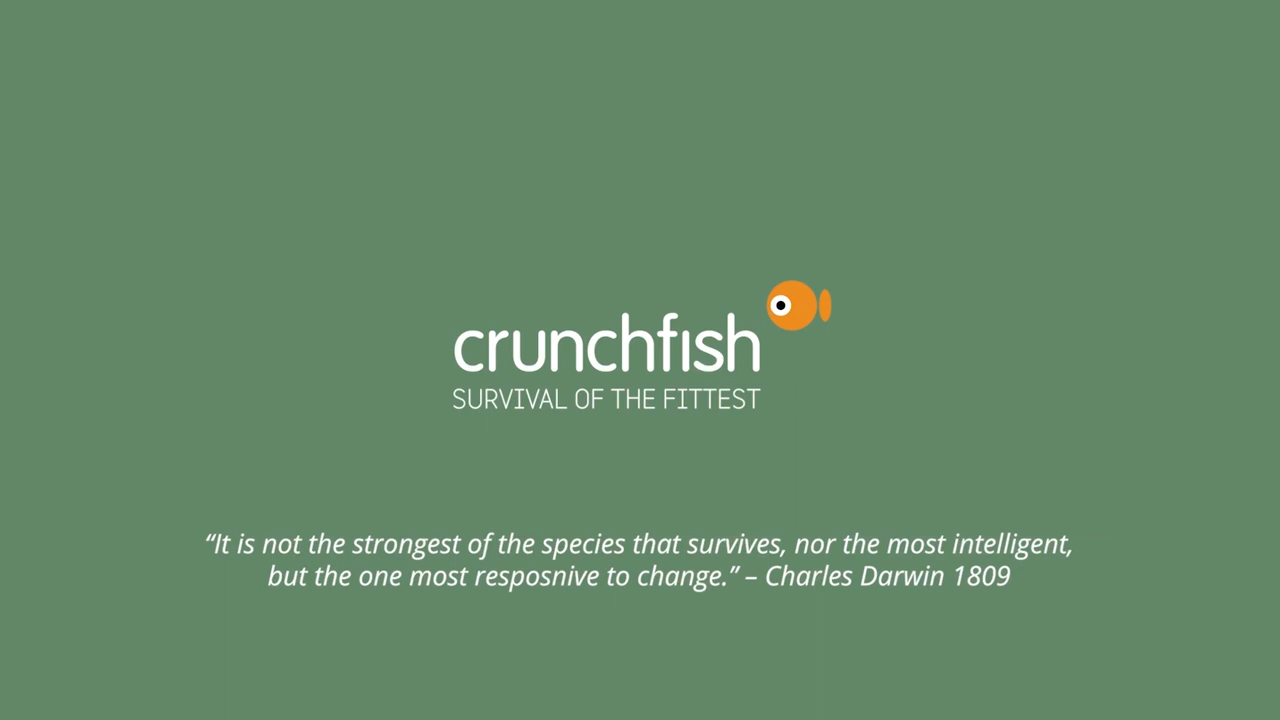 crunchfish
SURVIVAL OF THE FITTEST
“It is not the strongest of the species that survives, nor the most intelligent,
but the one most resposnive to change.” – Charles Darwin 1809